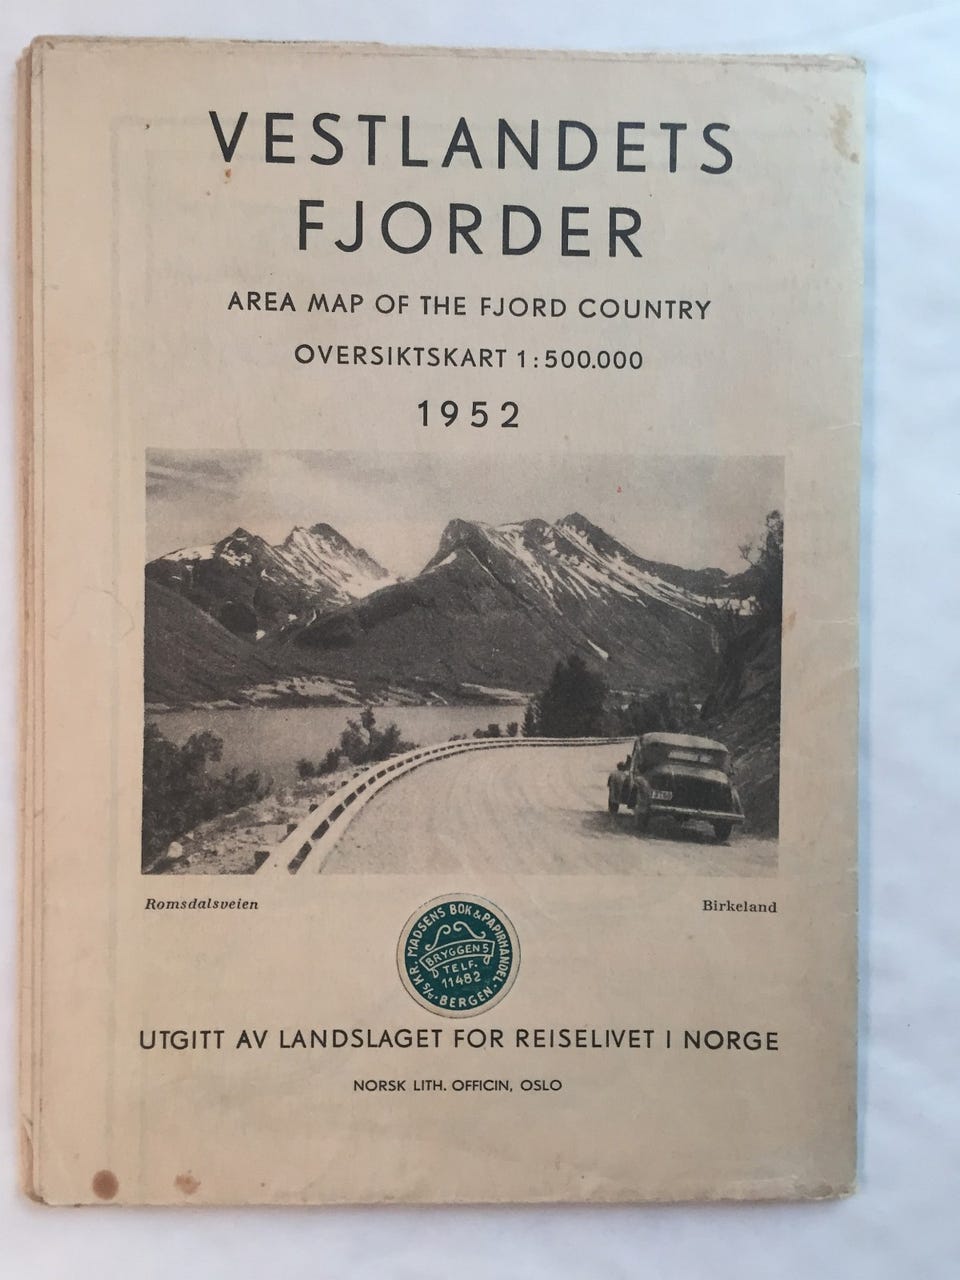 VESTLANDETS
FJORDER
AREA MAP OF THE FJORD COUNTRY
OVERSIKTSKART 1:500.000
1952
Romsdalsveien
Birkeland
A/S KR. MADSENS BOK & PAPIRHANDEL · BERGEN ·
BRYGGEN 5
TELF.
11482
UTGITT AV LANDSLAGET FOR REISELIVET I NORGE
NORSK LITH. OFFICIN, OSLO